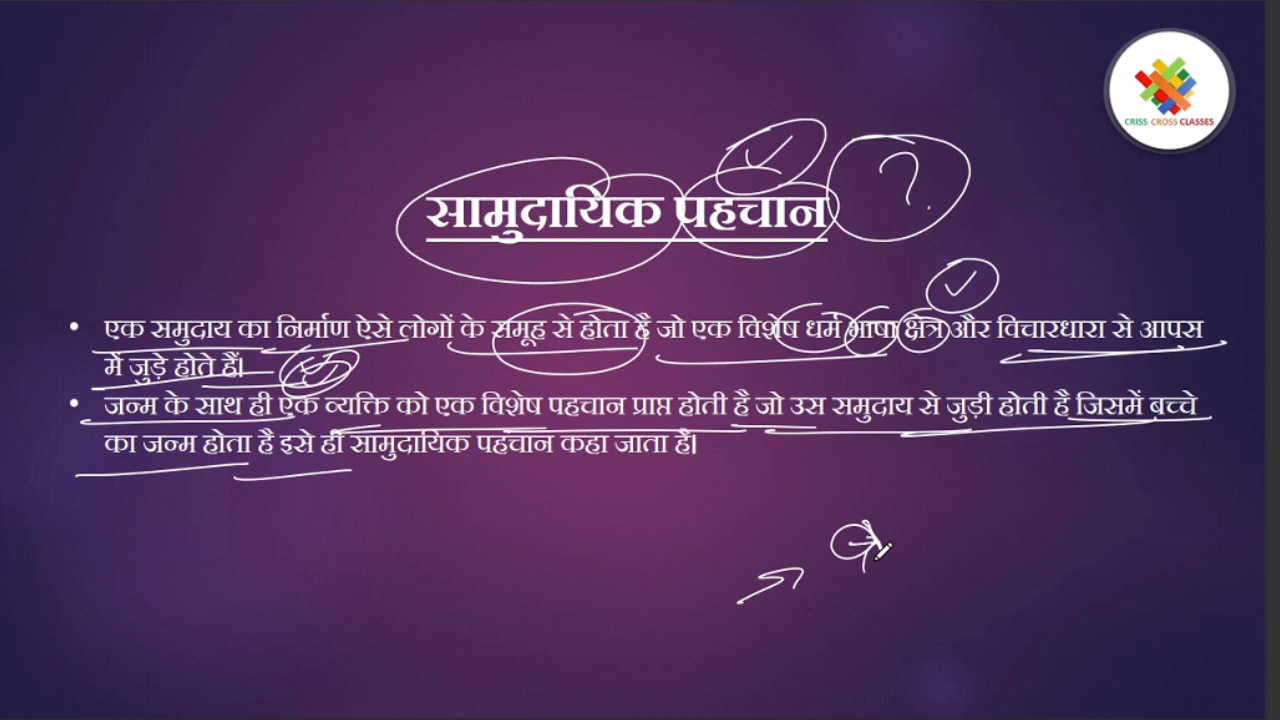 CRISS CROSS CLASSES
सामुदायिक पहचान ?
• एक समुदाय का निर्माण ऐसे लोगों के समूह से होता है जो एक विशेष धर्म भाषा क्षेत्र और विचारधारा से आपस
में जुड़े होते हैं।
• जन्म के साथ ही एक व्यक्ति को एक विशेष पहचान प्राप्त होती है जो उस समुदाय से जुड़ी होती है जिसमें बच्चे
का जन्म होता है इसे ही सामुदायिक पहचान कहा जाता है।